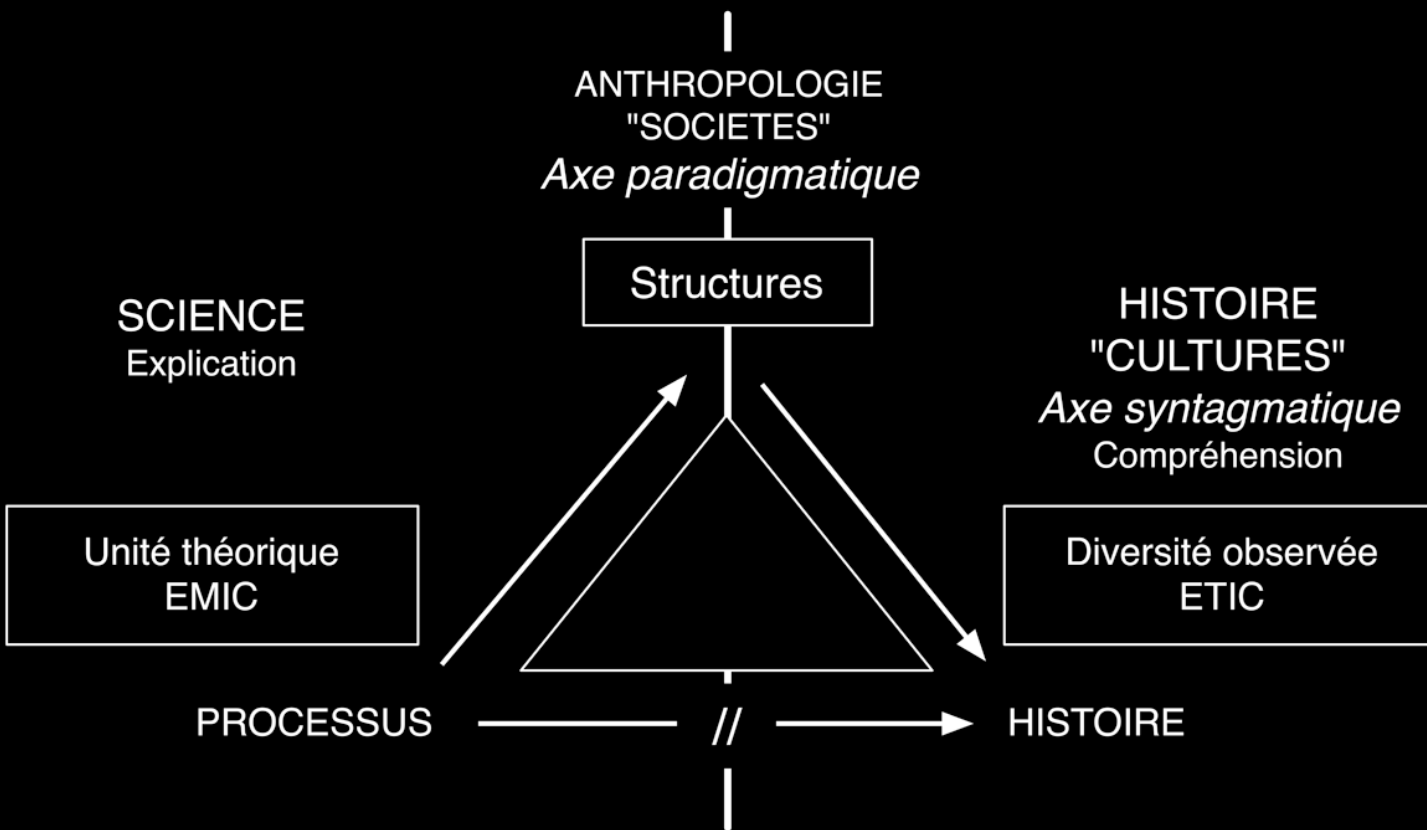 ANTHROPOLOGIE
"SOCIETES"
Axe paradigmatique
Structures
SCIENCE
Explication
HISTOIRE
"CULTURES"
Axe syntagmatique
Compréhension
Unité théorique
EMIC
Diversité observée
ETIC
PROCESSUS // HISTOIRE